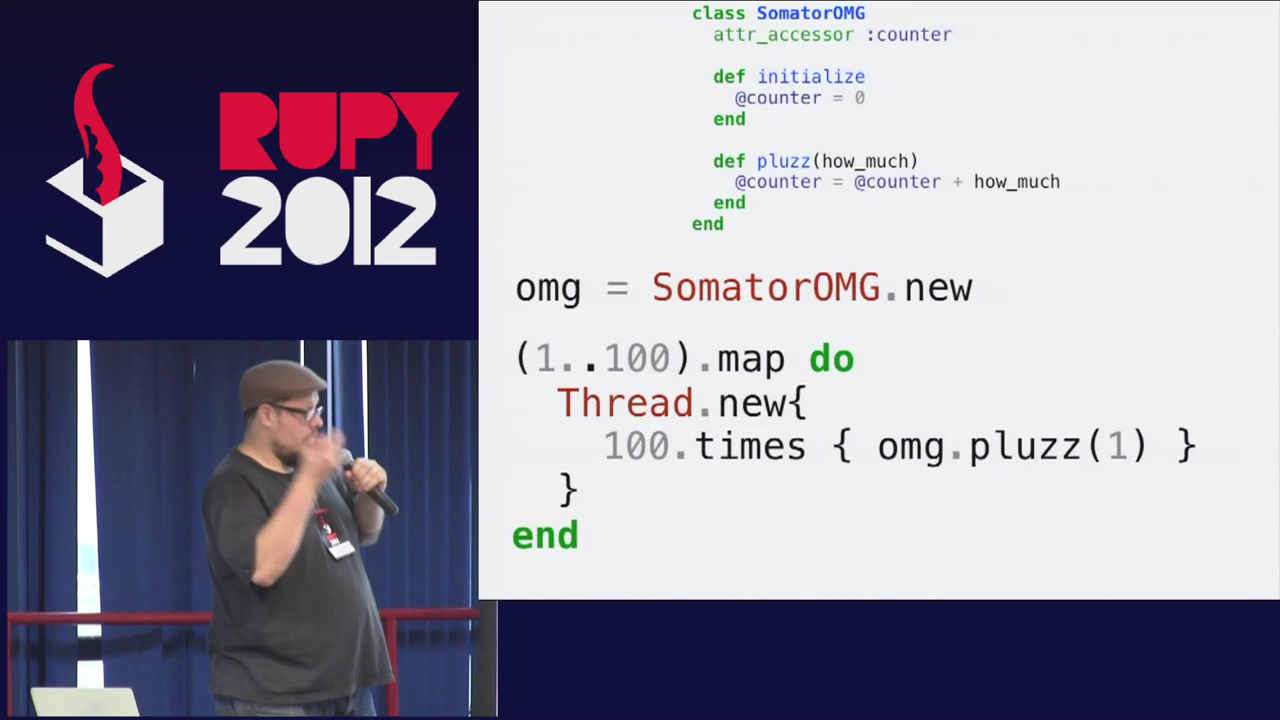 RUPY
2012
class SomatorOMG
attr_accessor :counter
def initialize
@counter = 0
end
def pluzz(how_much)
@counter = @counter + how_much
end
end
omg = SomatorOMG.new
(1..100).map do
Thread.new{
100.times { omg.pluzz(1) }
}
end